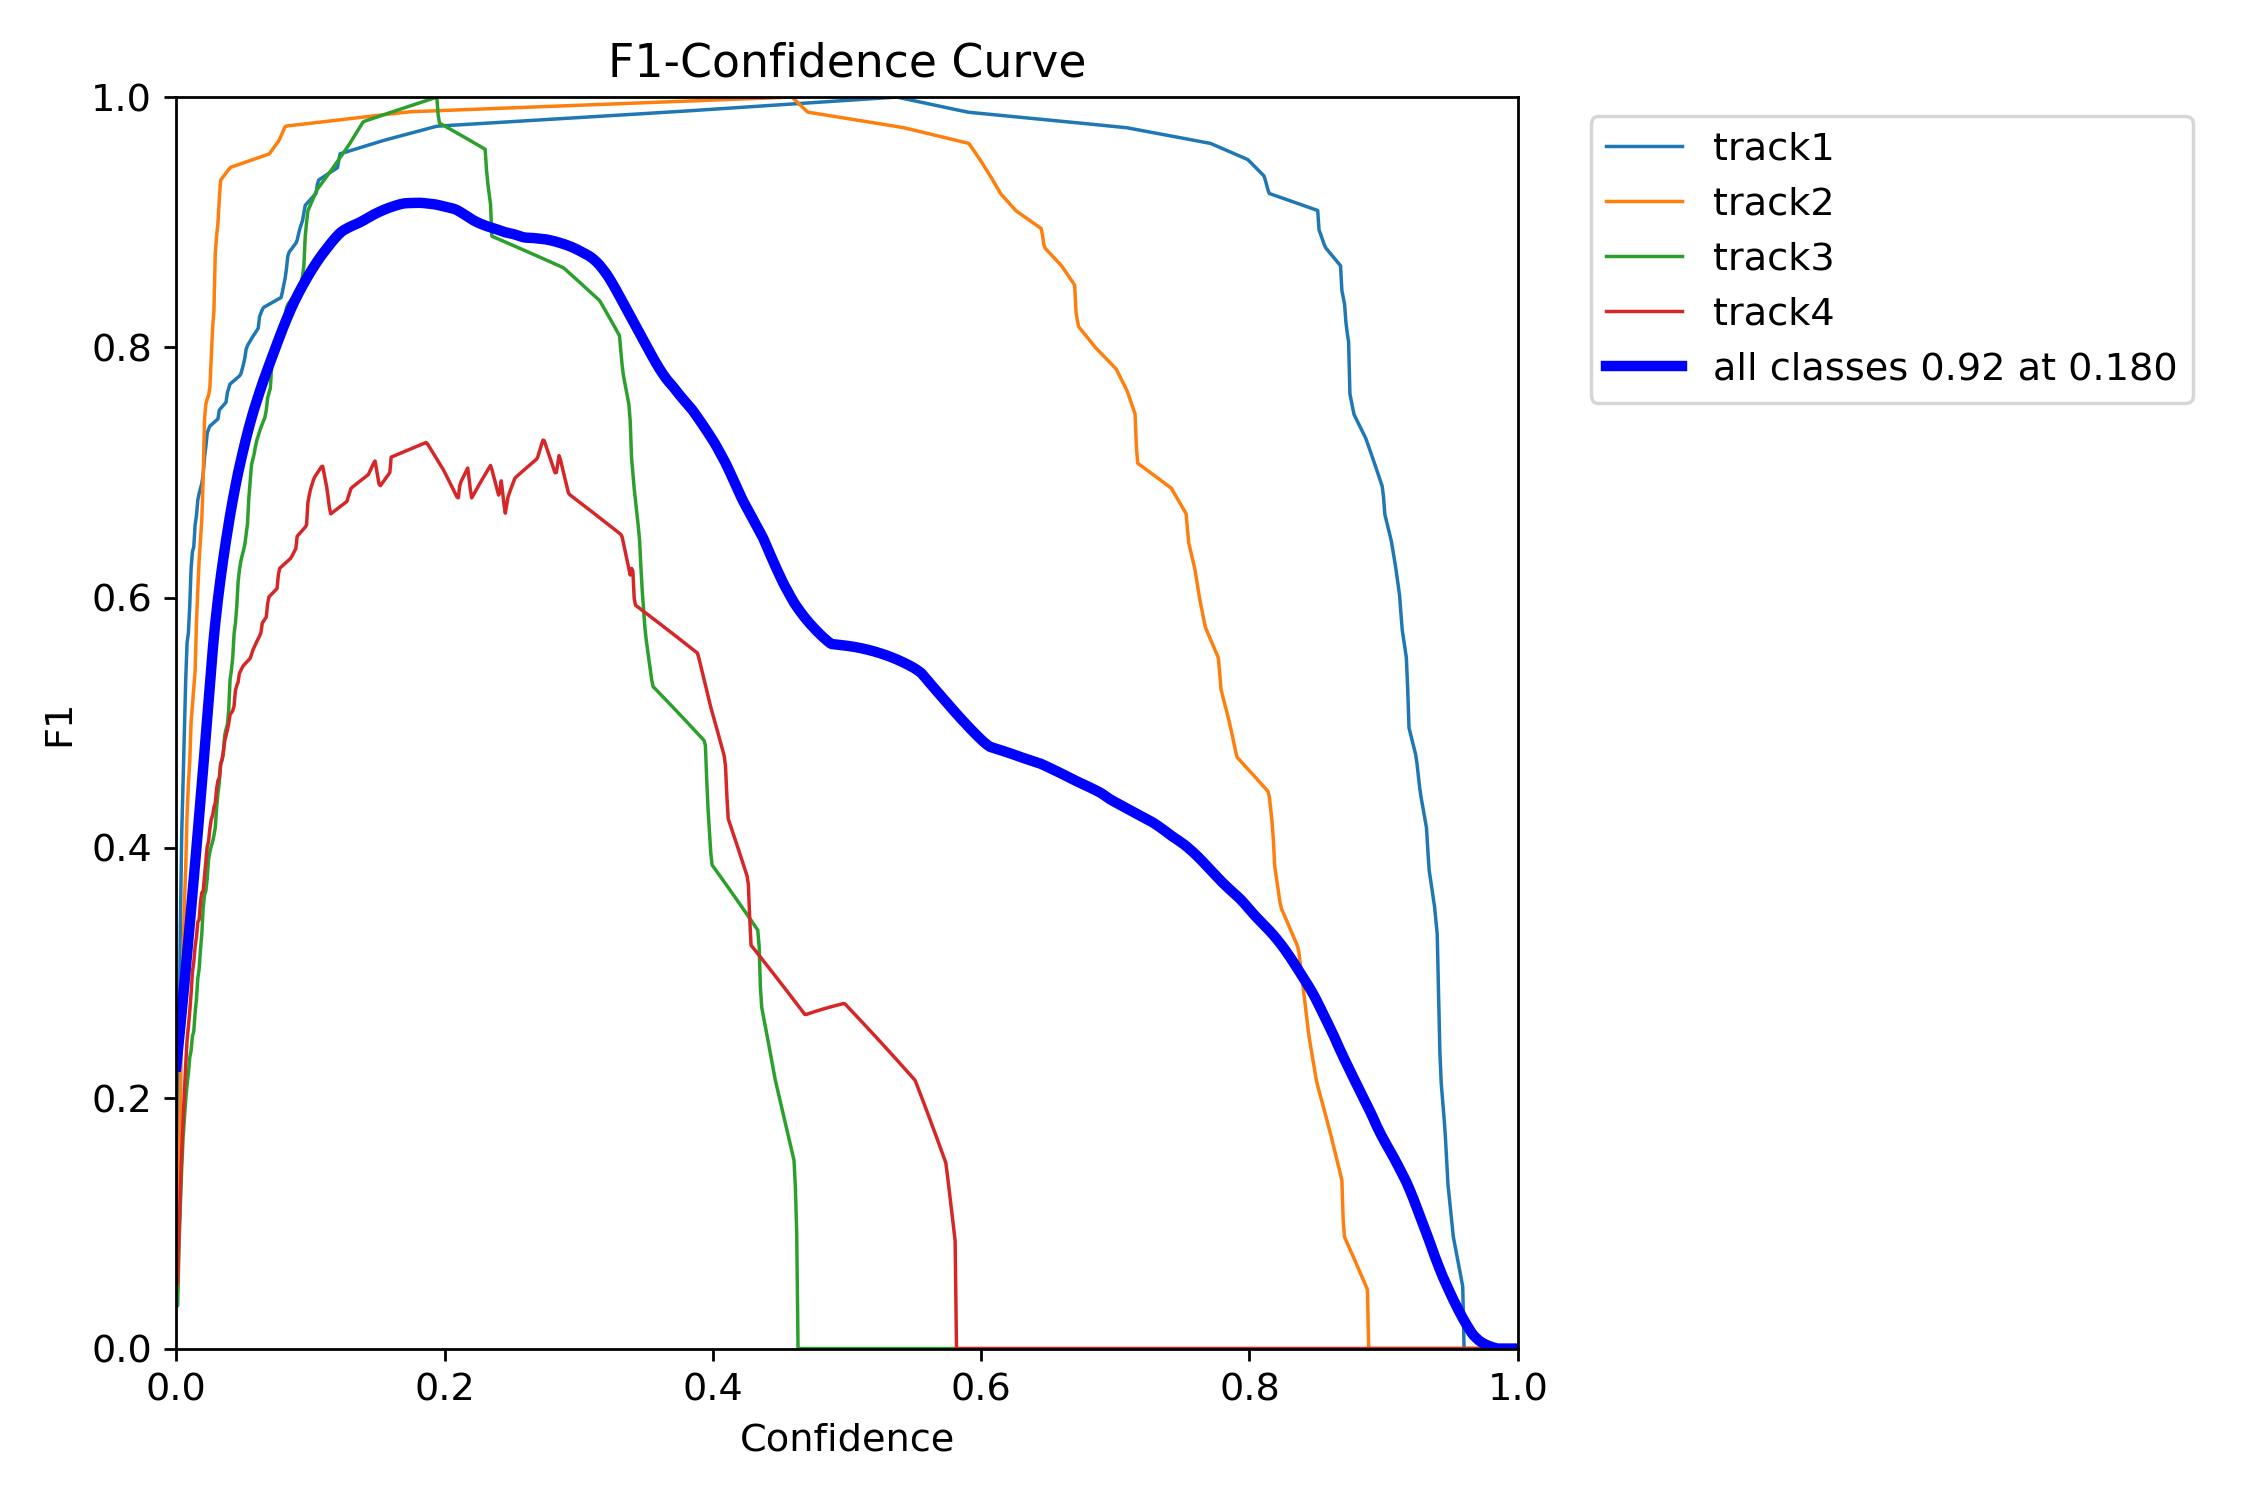 F1-Confidence Curve
1.0
0.8
0.6
0.4
0.2
0.0
F1
0.0 0.2 0.4 0.6 0.8 1.0
Confidence
track1
track2
track3
track4
all classes 0.92 at 0.180